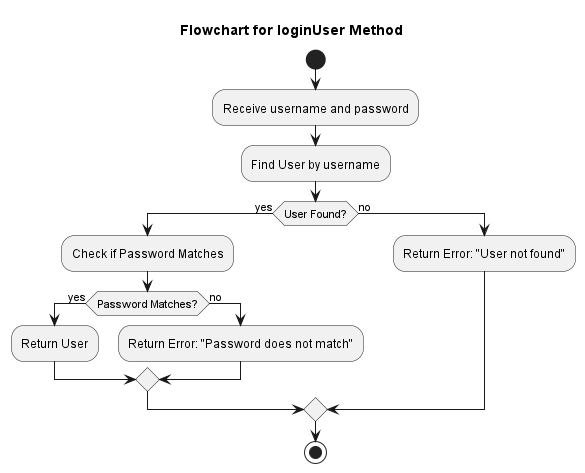 Flowchart for loginUser Method
Receive username and password
Find User by username
yes
User Found?
no
Check if Password Matches
Return Error: "User not found"
yes
Password Matches?
no
Return User
Return Error: "Password does not match"